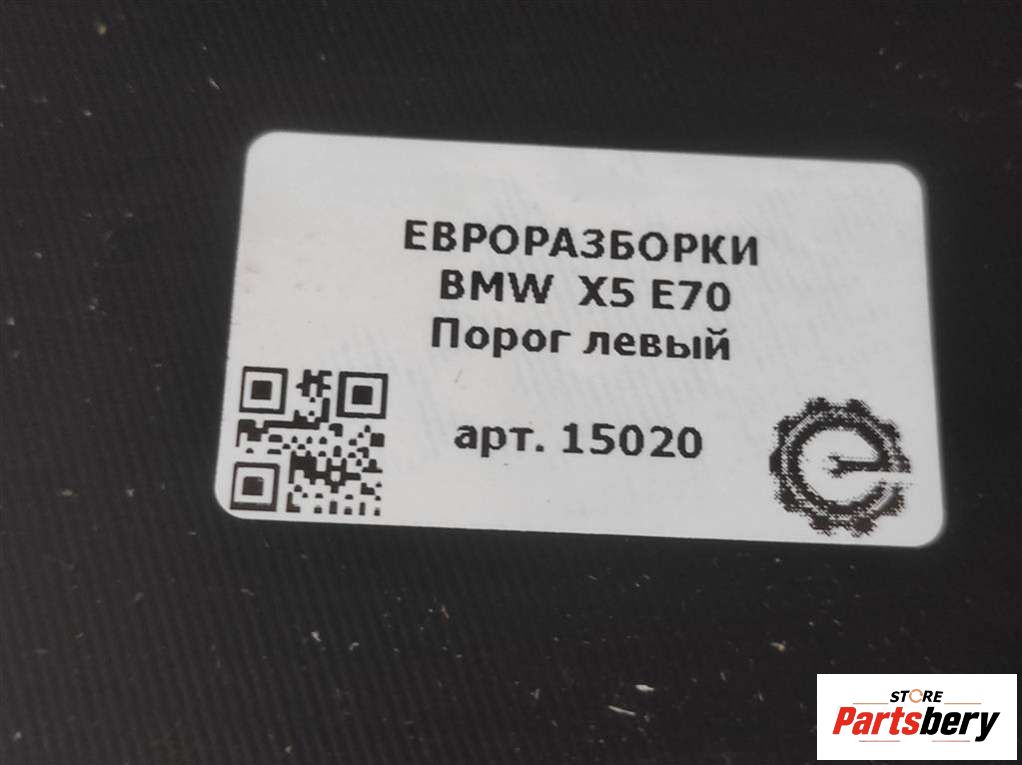 ЕВРОРАЗБОРКИ
BMW X5 E70
Порог левый
арт. 15020
STORE
Partsbery